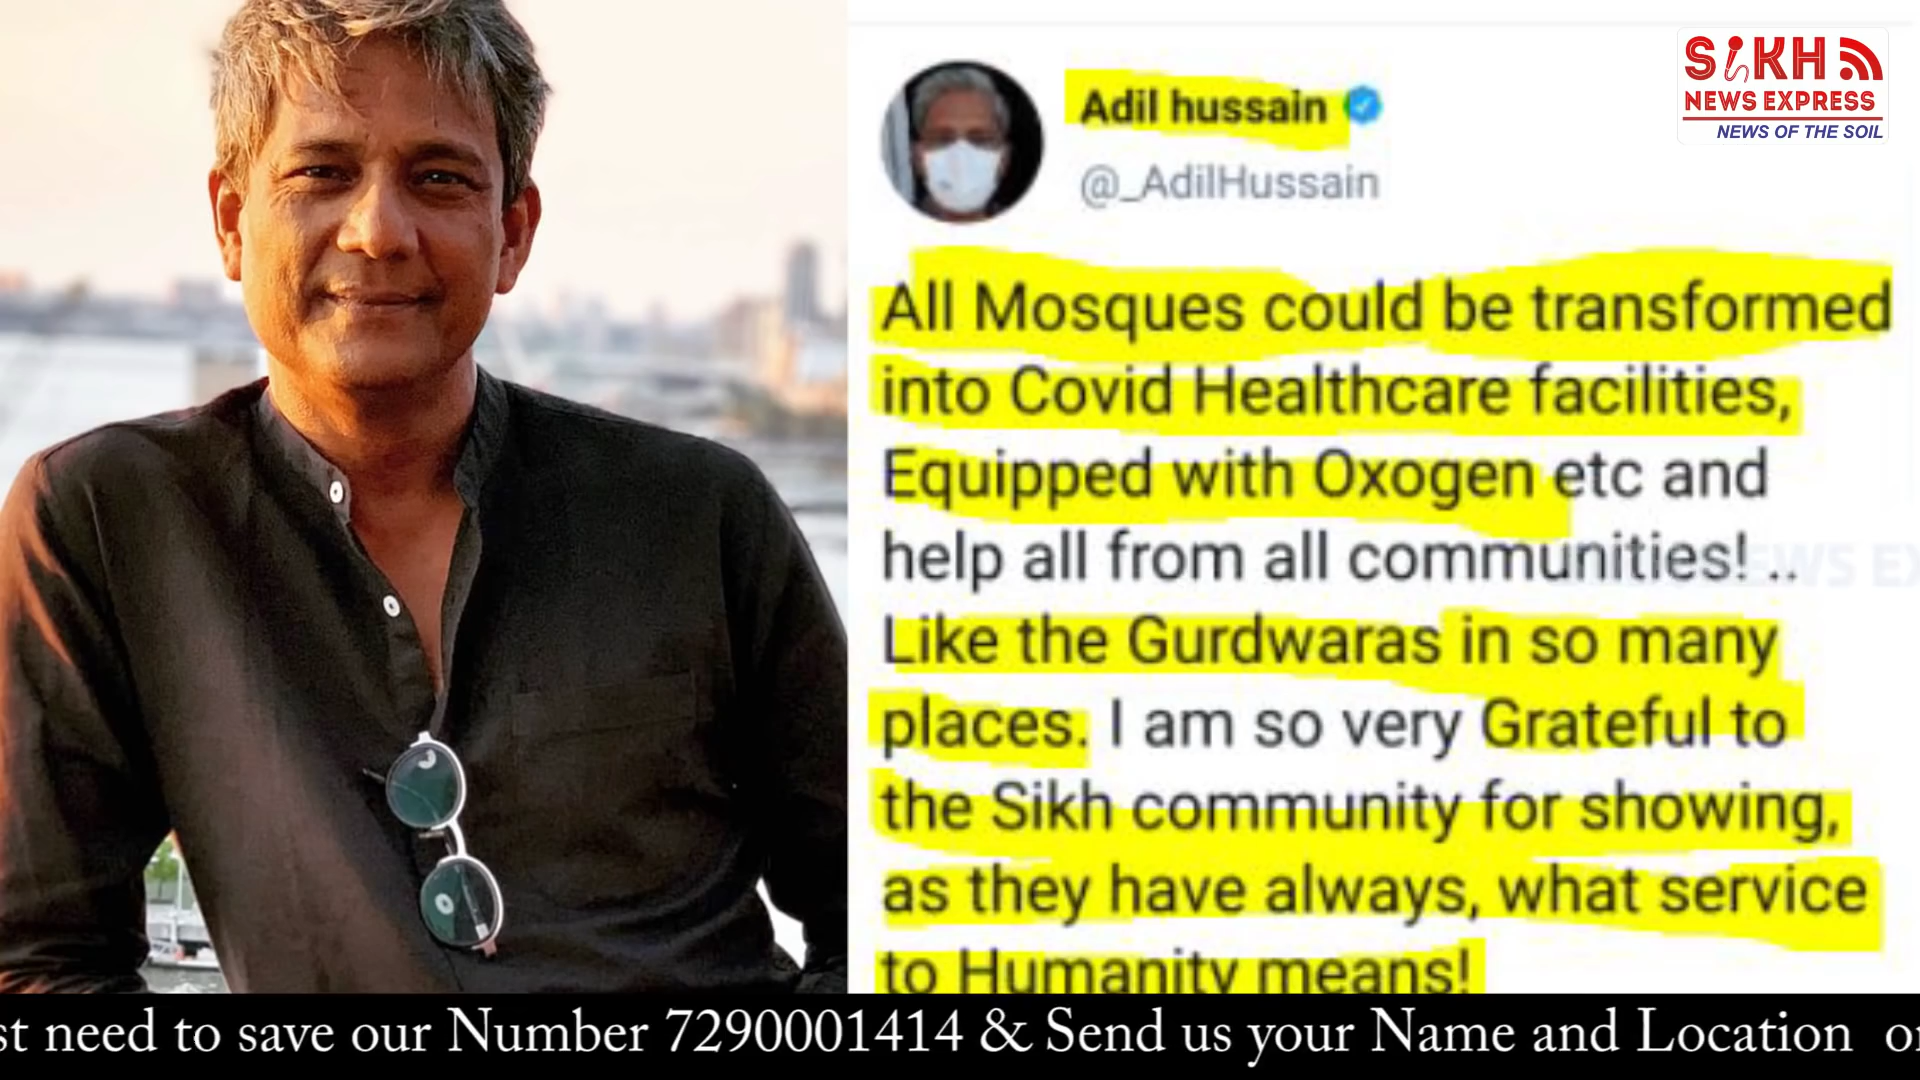 SiKH
NEWS EXPRESS
NEWS OF THE SOIL
Adil hussain
@_AdilHussain
All Mosques could be transformed
into Covid Healthcare facilities,
Equipped with Oxogen etc and
help all from all communities! ..
Like the Gurdwaras in so many
places. I am so very Grateful to
the Sikh community for showing,
as they have always, what service
to Humanity means!
need to save our Number 7290001414 & Send us your Name and Location